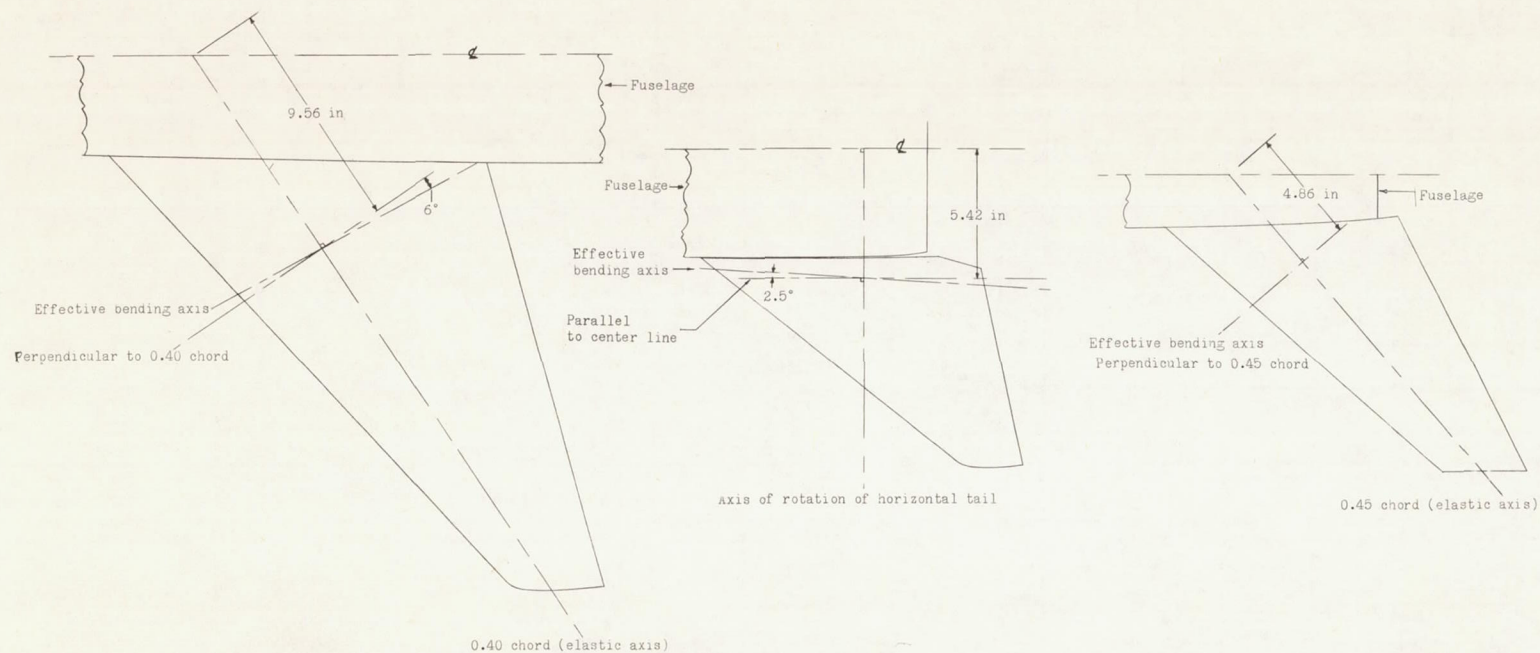 ℄
Fuselage
9.56 in
6°
Effective bending axis
Perpendicular to 0.40 chord
0.40 chord (elastic axis)
℄
Fuselage
5.42 in
Effective
bending axis
2.5°
Parallel
to center line
Axis of rotation of horizontal tail
4.86 in
Fuselage
Effective bending axis
Perpendicular to 0.45 chord
0.45 chord (elastic axis)